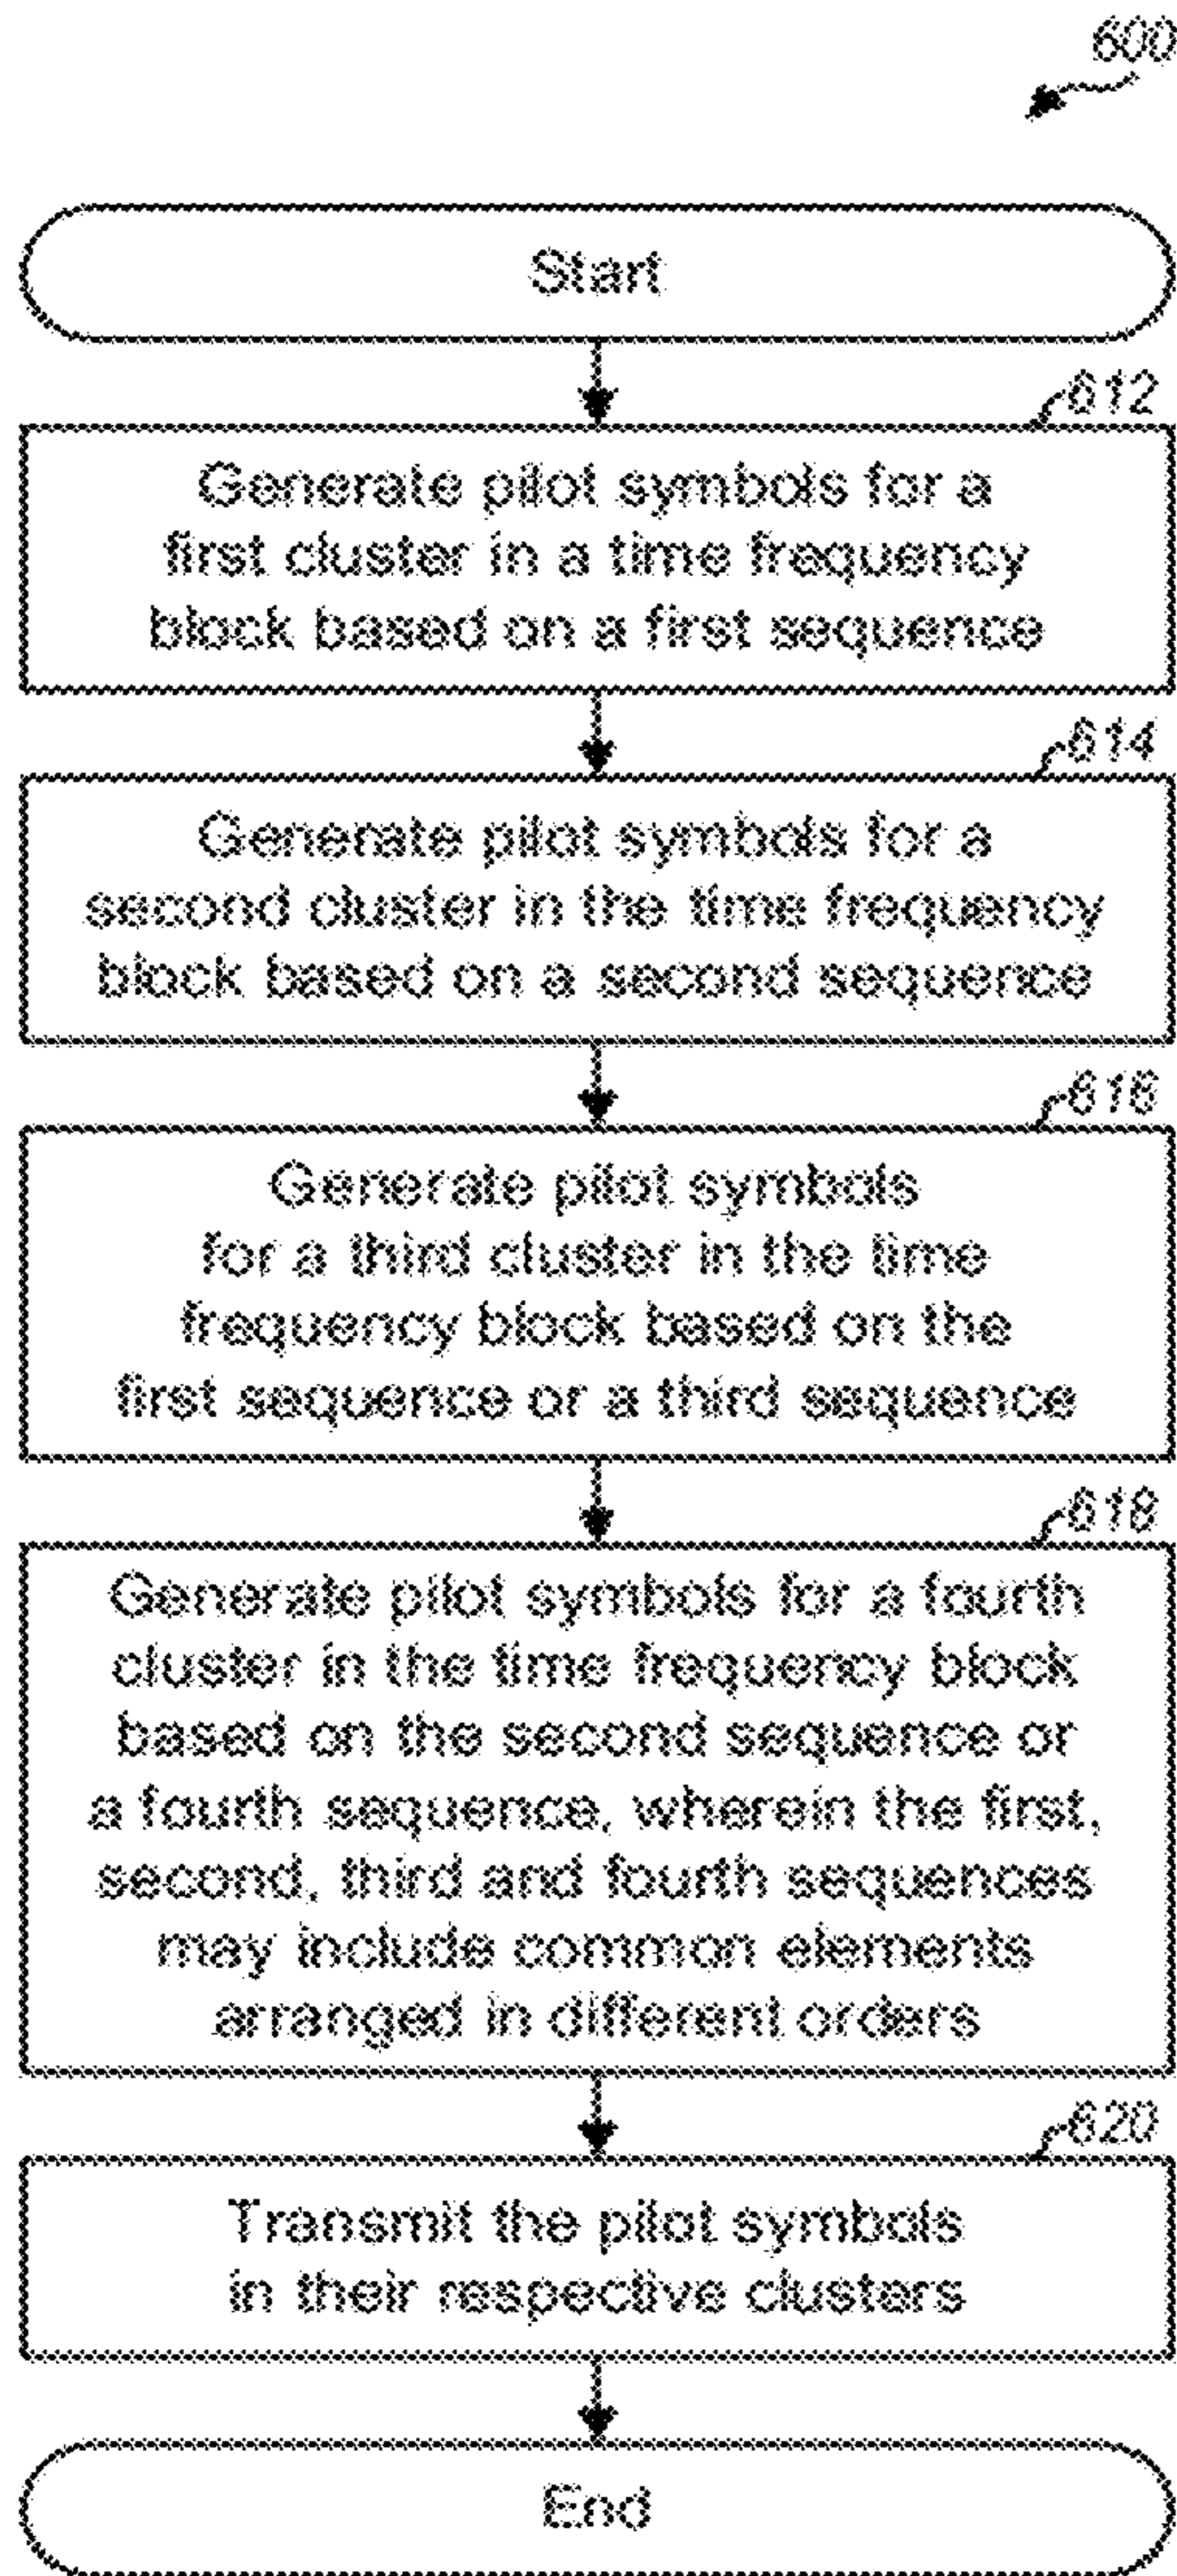 600
Start
612
Generate pilot symbols for a
first cluster in a time frequency
block based on a first sequence
614
Generate pilot symbols for a
second cluster in the time frequency
block based on a second sequence
616
Generate pilot symbols
for a third cluster in the time
frequency block based on the
first sequence or a third sequence
618
Generate pilot symbols for a fourth
cluster in the time frequency block
based on the second sequence or
a fourth sequence, wherein the first,
second, third and fourth sequences
may include common elements
arranged in different orders
620
Transmit the pilot symbols
in their respective clusters
End